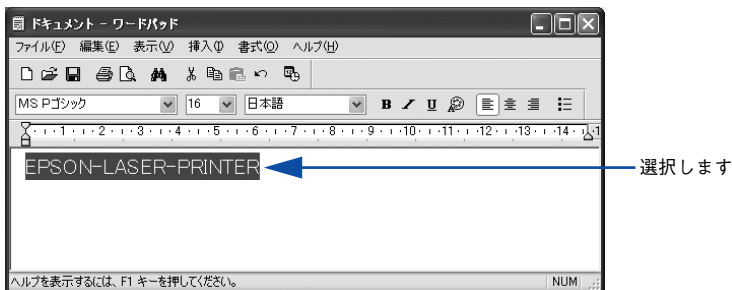 ドキュメント - ワードパッド
ファイル(F) 編集(E) 表示(V) 挿入(I) 書式(O) ヘルプ(H)
MS Pゴシック 16 日本語 B I U
1 2 3 4 5 6 7 8 9 10 11 12 13 14 1
EPSON-LASER-PRINTER
選択します
ヘルプを表示するには、F1 キーを押してください。 NUM